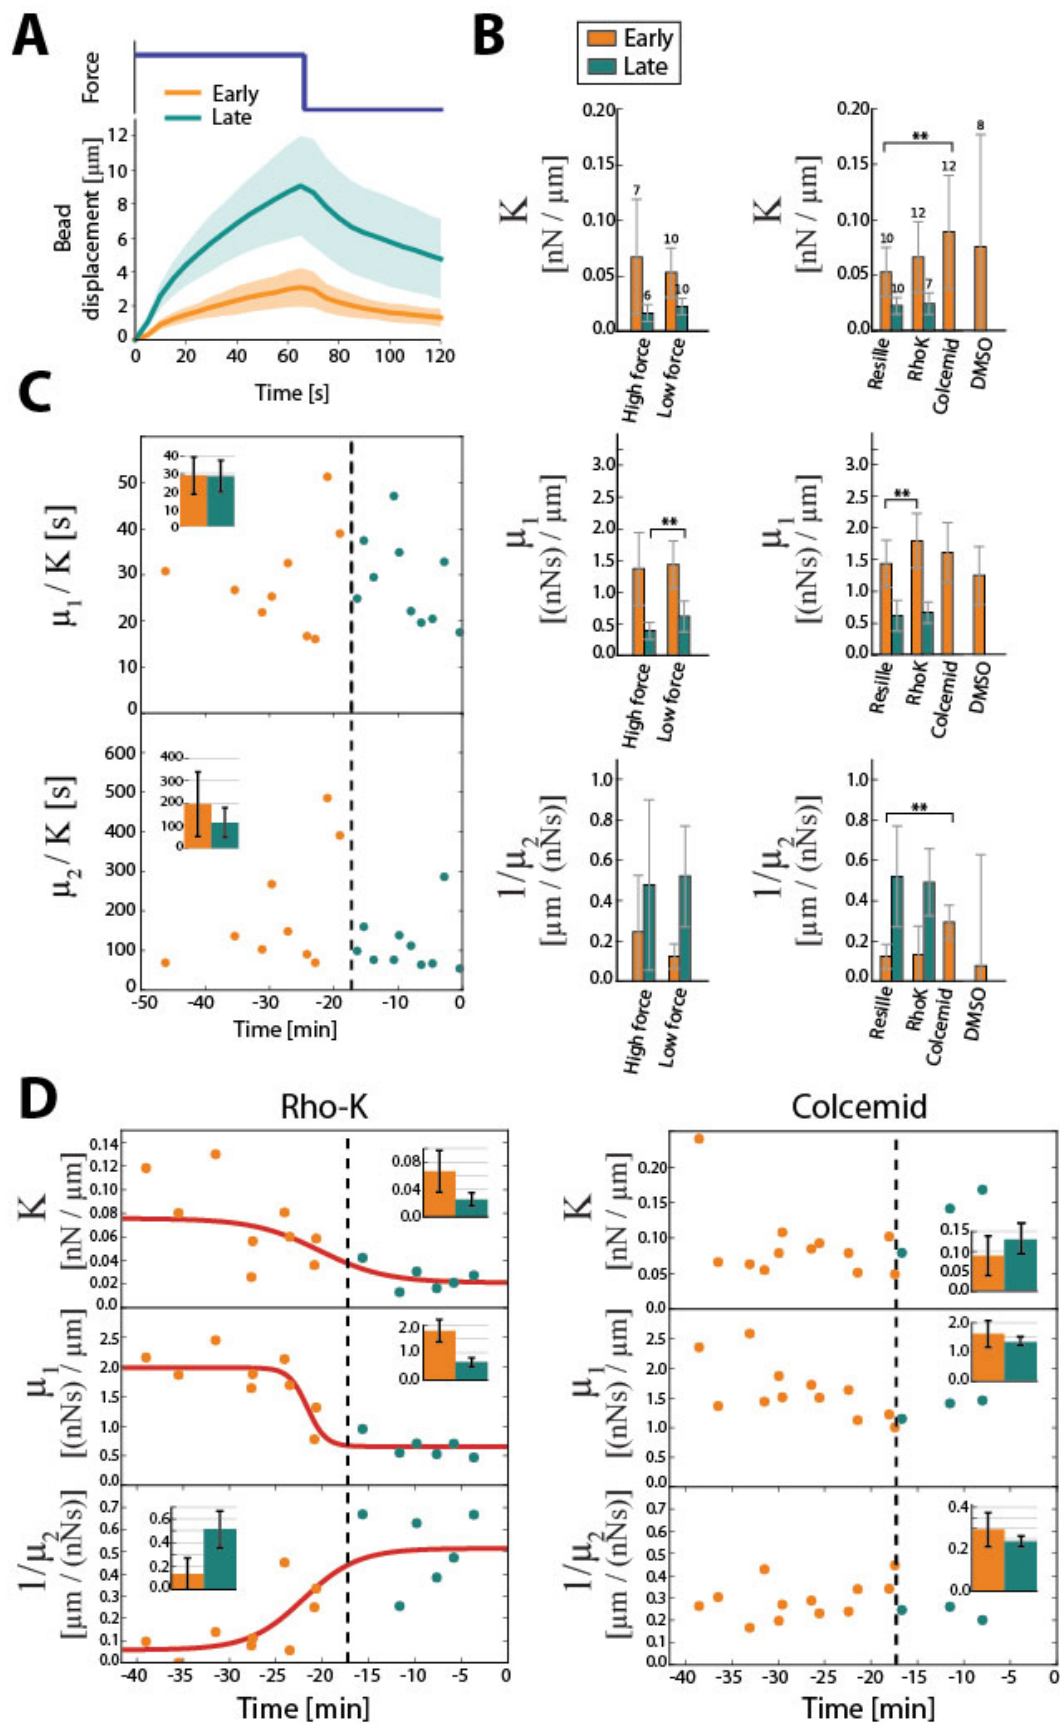 A
Force
Early
Late
Bead
displacement [μm]
12
10
8
6
4
2
0
0 20 40 60 80 100 120
Time [s]
B
Early
Late
K
[nN / μm]
0.20
0.15
0.10
0.05
0.0
7
6
10
10
High force
Low force
K
[nN / μm]
0.20
0.15
0.10
0.05
0.0
**
10
10
12
7
12
8
Resille
RhoK
Colcemid
DMSO
μ1
[(nNs) / μm]
3.0
2.5
2.0
1.5
1.0
0.5
0.0
**
High force
Low force
μ1
[(nNs) / μm]
3.0
2.5
2.0
1.5
1.0
0.5
0.0
**
Resille
RhoK
Colcemid
DMSO
1/μ2
[μm / (nNs)]
1.0
0.8
0.6
0.4
0.2
0.0
High force
Low force
1/μ2
[μm / (nNs)]
1.0
0.8
0.6
0.4
0.2
0.0
**
Resille
RhoK
Colcemid
DMSO
C
μ1 / K [s]
50
40
30
20
10
0
40
30
20
10
0
μ2 / K [s]
600
500
400
300
200
100
0
400
300
200
100
0
-50 -40 -30 -20 -10 0
Time [min]
D
Rho-K
K
[nN / μm]
0.14
0.12
0.10
0.08
0.06
0.04
0.02
0.0
0.08
0.04
0.0
μ1
[(nNs) / μm]
2.5
2.0
1.5
1.0
0.5
0.0
2.0
1.0
0.0
1/μ2
[μm / (nNs)]
0.7
0.6
0.5
0.4
0.3
0.2
0.1
0.0
0.6
0.4
0.2
0.0
-40 -35 -30 -25 -20 -15 -10 -5 0
Time [min]
Colcemid
K
[nN / μm]
0.20
0.15
0.10
0.05
0.0
0.15
0.10
0.05
0.0
μ1
[(nNs) / μm]
2.5
2.0
1.5
1.0
0.5
0.0
2.0
1.0
0.0
1/μ2
[μm / (nNs)]
0.7
0.6
0.5
0.4
0.3
0.2
0.1
0.0
0.4
0.2
0.0
-40 -35 -30 -25 -20 -15 -10 -5 0
Time [min]